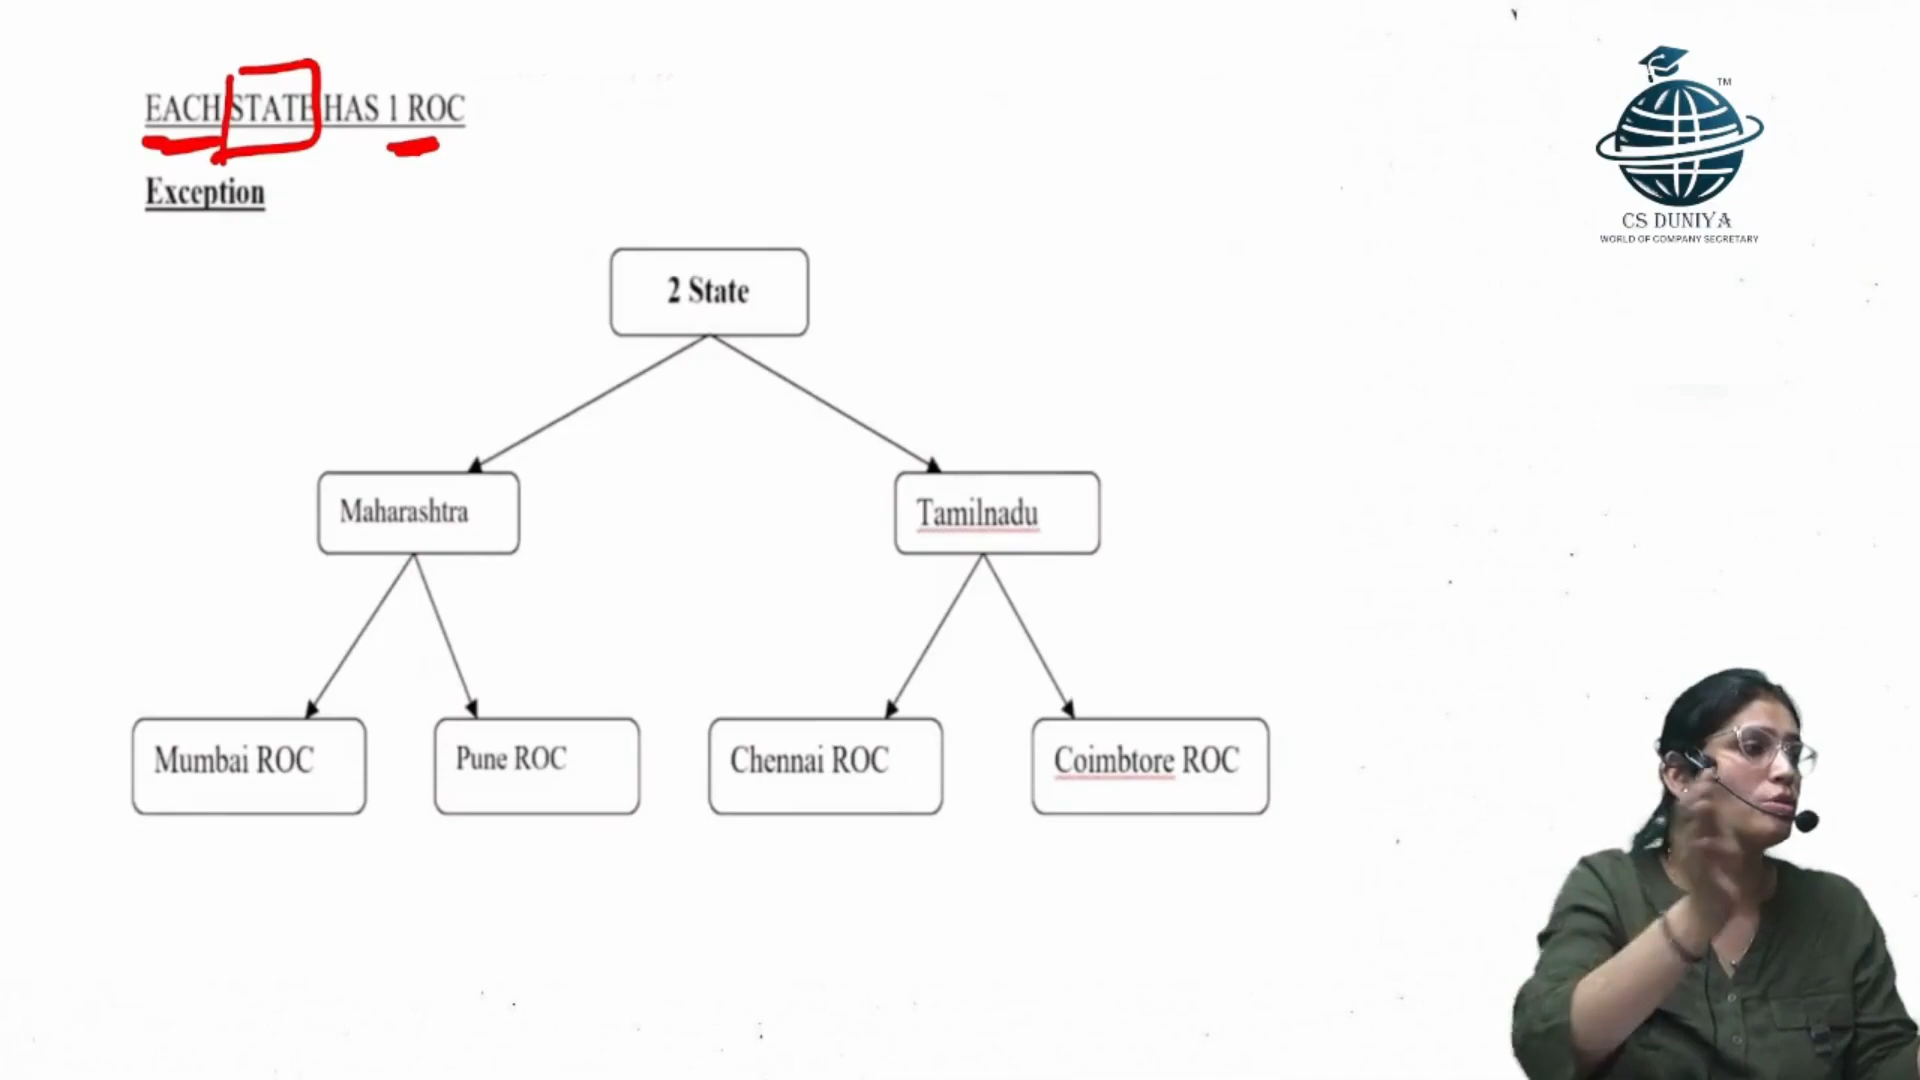 EACH STATE HAS 1 ROC
Exception
TM
CS DUNIYA
WORLD OF COMPANY SECRETARY
2 State
Maharashtra
Tamilnadu
Mumbai ROC
Pune ROC
Chennai ROC
Coimbtore ROC